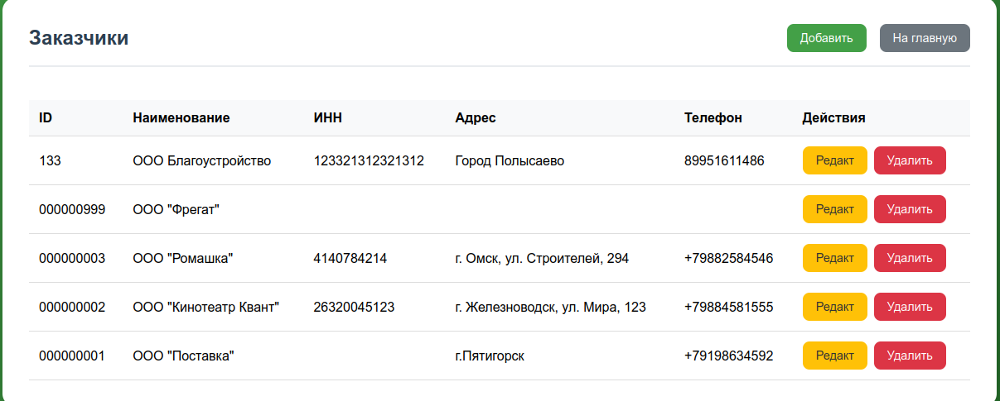 Заказчики Добавить На главную
ID Наименование ИНН Адрес Телефон Действия
133 ООО Благоустройство 123321312321312 Город Полысаево 89951611486 Редакт Удалить
000000999 ООО "Фрегат" Редакт Удалить
000000003 ООО "Ромашка" 4140784214 г. Омск, ул. Строителей, 294 +79882584546 Редакт Удалить
000000002 ООО "Кинотеатр Квант" 26320045123 г. Железноводск, ул. Мира, 123 +79884581555 Редакт Удалить
000000001 ООО "Поставка" г.Пятигорск +79198634592 Редакт Удалить